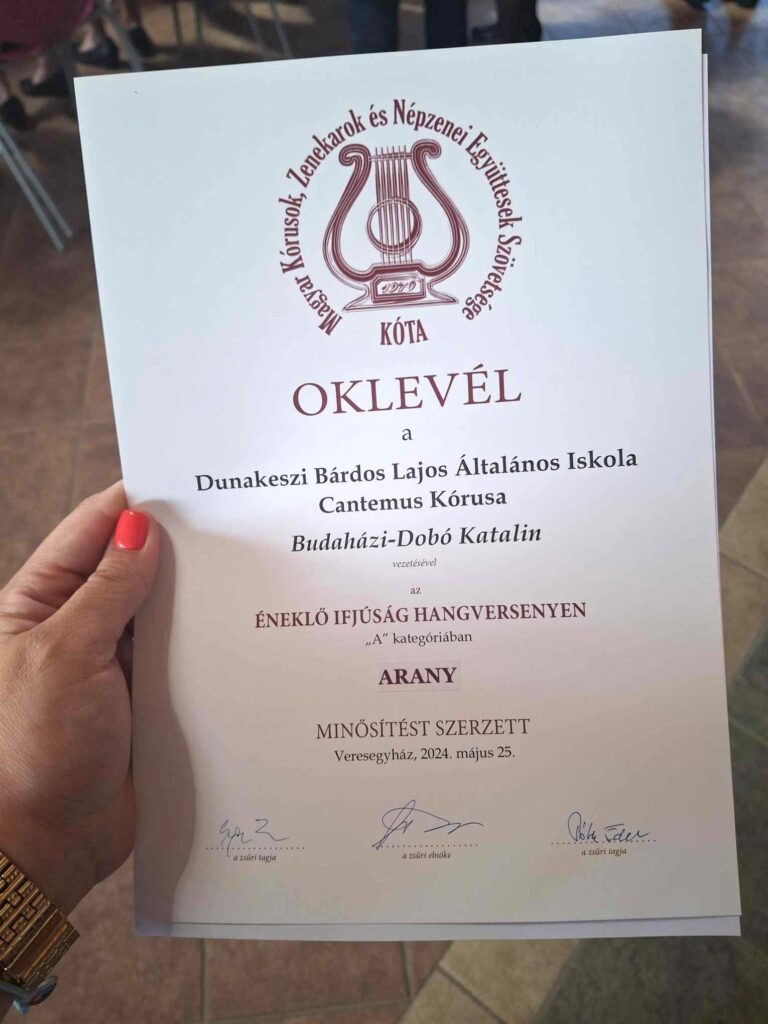 Magyar Kórusok, Zenekarok és Népzenei Együttesek Szövetsége
KÓTA
OKLEVÉL
a
Dunakeszi Bárdos Lajos Általános Iskola
Cantemus Kórusa
Budaházi-Dobó Katalin
vezetésével
az
ÉNEKLŐ IFJÚSÁG HANGVERSENYEN
„A” kategóriában
ARANY
MINŐSÍTÉST SZERZETT
Veresegyház, 2024. május 25.
a zsűri tagja
a zsűri elnöke
a zsűri tagja